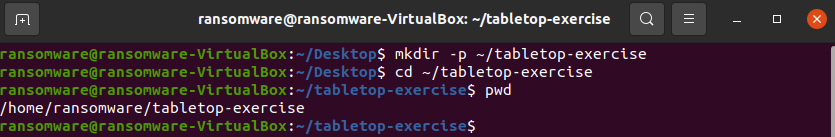 ransomware@ransomware-VirtualBox: ~/tabletop-exercise
ransomware@ransomware-VirtualBox:~/Desktop$ mkdir -p ~/tabletop-exercise
ransomware@ransomware-VirtualBox:~/Desktop$ cd ~/tabletop-exercise
ransomware@ransomware-VirtualBox:~/tabletop-exercise$ pwd
/home/ransomware/tabletop-exercise
ransomware@ransomware-VirtualBox:~/tabletop-exercise$